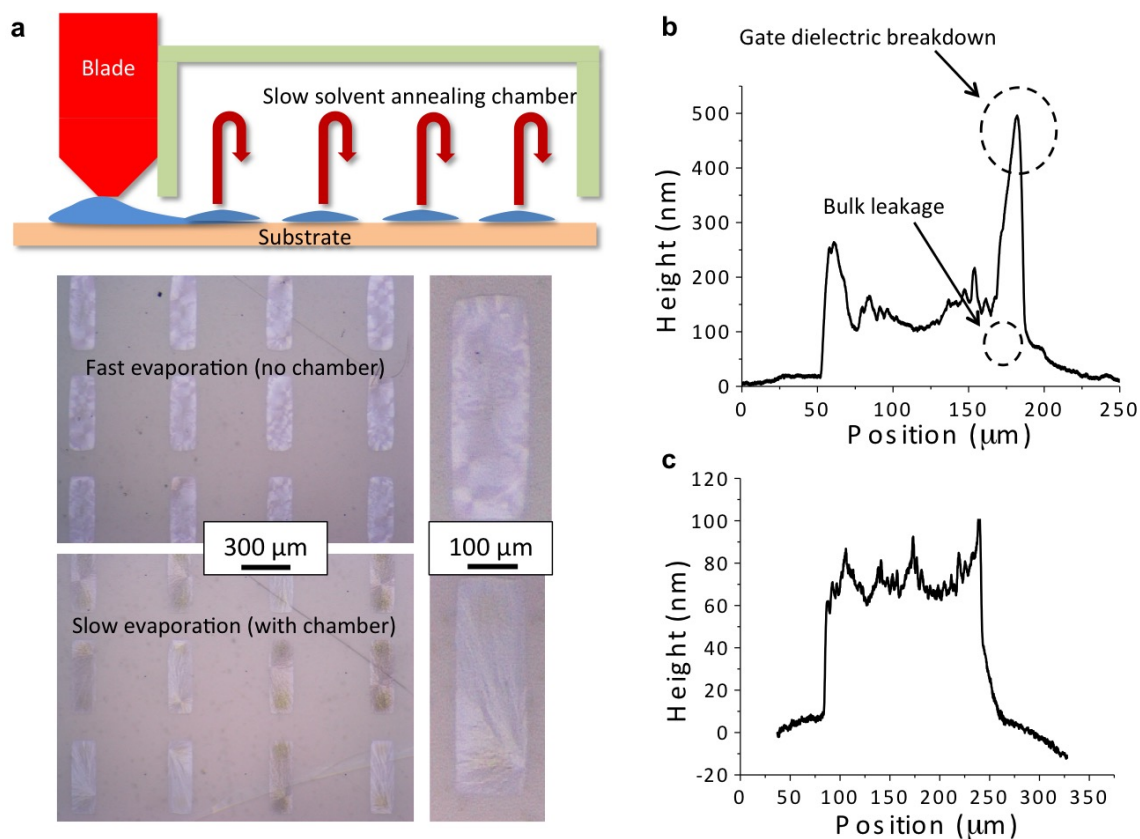 a
Blade
Slow solvent annealing chamber
Substrate
Fast evaporation (no chamber)
300 μm
100 μm
Slow evaporation (with chamber)
b
Gate dielectric breakdown
Bulk leakage
Height (nm)
500
400
300
200
100
0
0 50 100 150 200 250
Position (μm)
c
Height (nm)
120
100
80
60
40
20
0
-20
0 50 100 150 200 250 300 350
Position (μm)